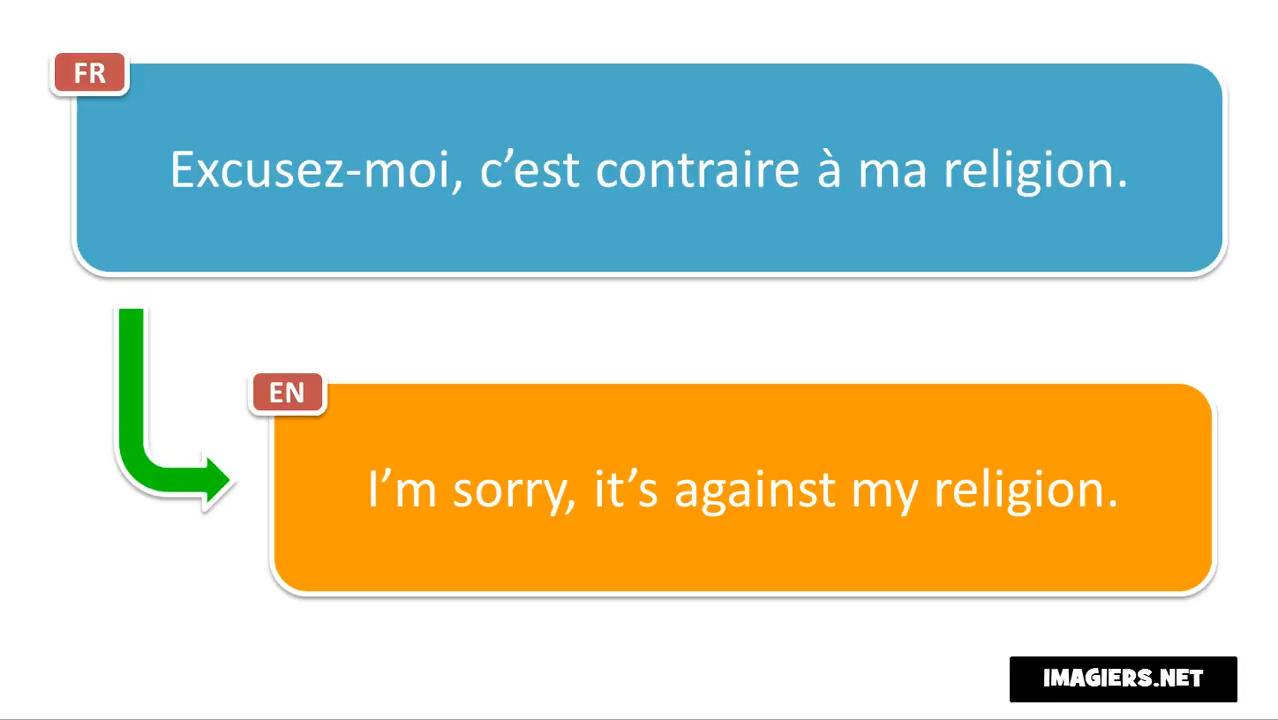 FR
Excusez-moi, c’est contraire à ma religion.
EN
I’m sorry, it’s against my religion.
IMAGIERS.NET